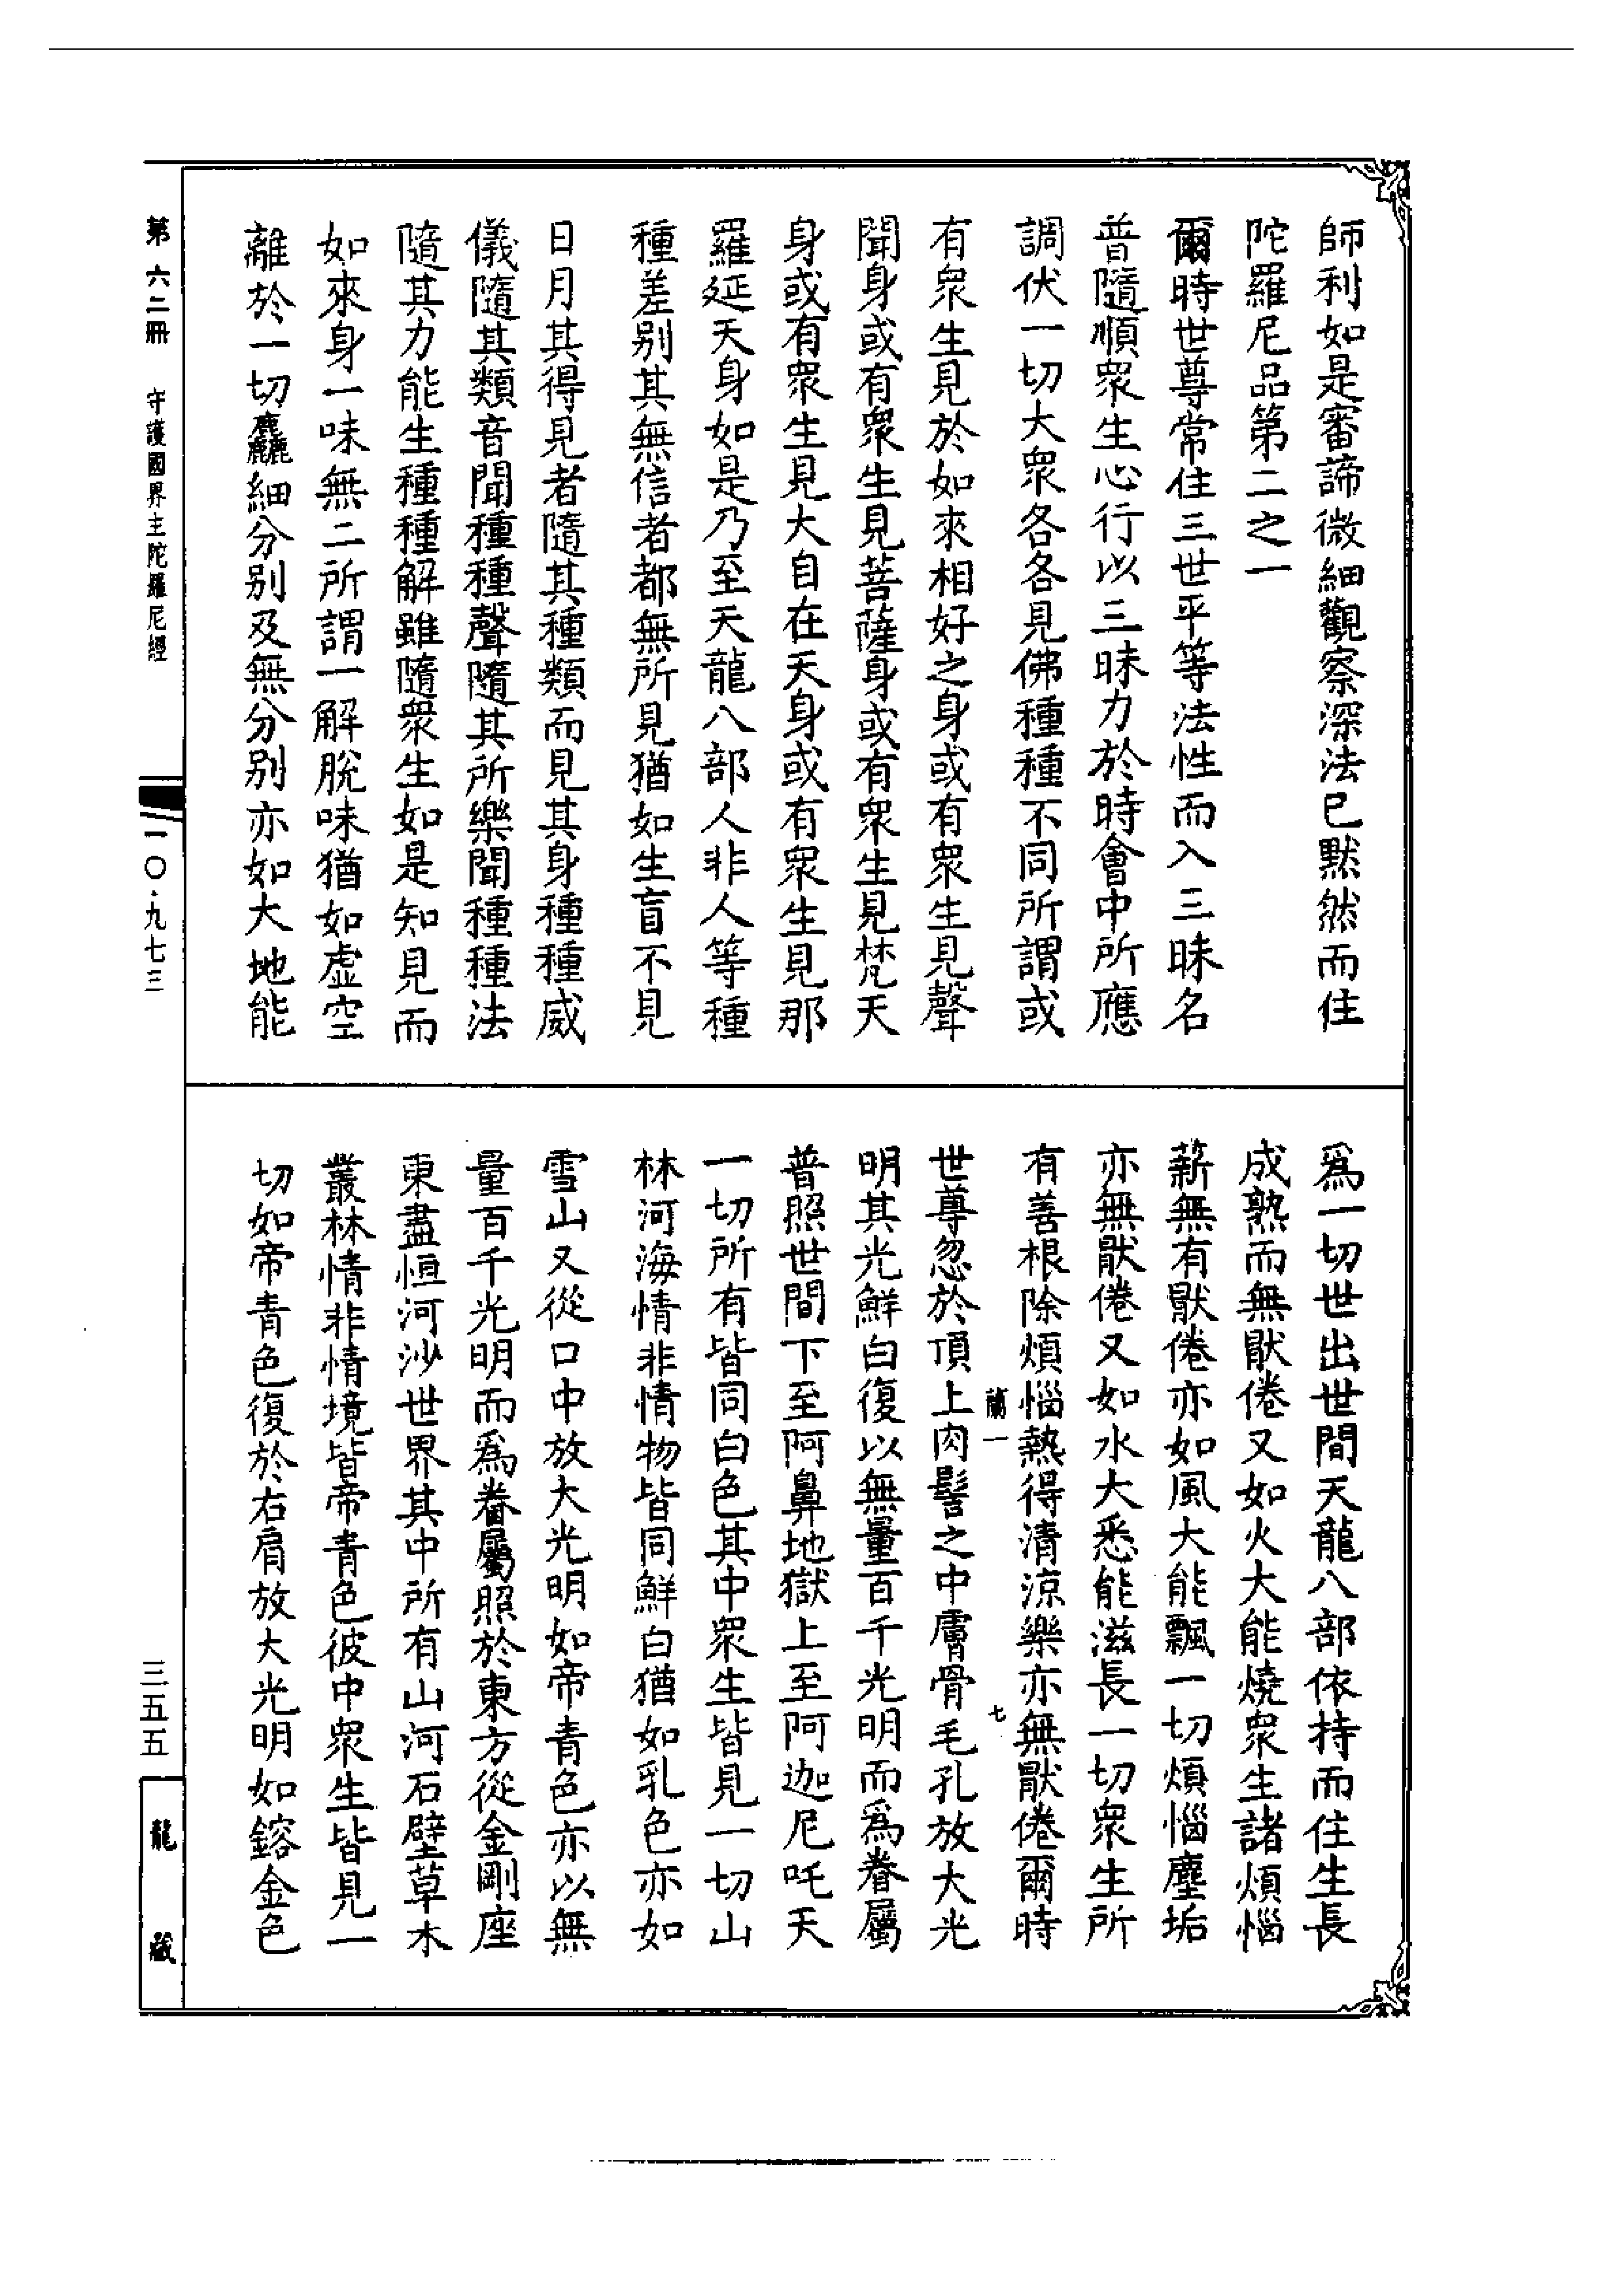 師利如是審諦微細觀察深法已默然而住
陀羅尼品第二之一
爾時世尊常住三世平等法性而入三昧名
普隨順衆生心行以三昧力於時會中所應
調伏一切大衆各各見佛種種不同所謂或
有衆生見於如來相好之身或有衆生見聲
聞身或有衆生見菩薩身或有衆生見梵天
身或有衆生見大自在天身或有衆生見那
羅延天身如是乃至天龍八部人非人等種
種差别其無信者都無所見猶如生盲不見
日月其得見者隨其種類而見其身種種威
儀隨其類音聞種種聲隨其所樂聞種種法
隨其力能生種種解雖隨衆生如是知見而
如來身一味無二所謂一解脫味猶如虛空
離於一切麤細分别及無分别亦如大地能
爲一切世出世間天龍八部依持而住生長
成熟而無厭倦又如火大能燒衆生諸煩惱
薪無有厭倦亦如風大能飄一切煩惱塵垢
亦無厭倦又如水大悉能滋長一切衆生所
有善根除煩惱熱得清涼樂亦無厭倦爾時
蘭一 七
世尊忽於頂上肉髻之中膚骨毛孔放大光
明其光鮮白復以無量百千光明而爲眷屬
普照世間下至阿鼻地獄上至阿迦尼吒天
一切所有皆同白色其中衆生皆見一切山
林河海情非情物皆同鮮白猶如乳色亦如
雪山又從口中放大光明如帝青色亦以無
量百千光明而爲眷屬照於東方從金剛座
東盡恒河沙世界其中所有山河石壁草木
叢林情非情境皆帝青色彼中衆生皆見一
切如帝青色復於右肩放大光明如鎔金色
第六二冊 守護國界主陀羅尼經
一〇·九七三
三五五
龍藏